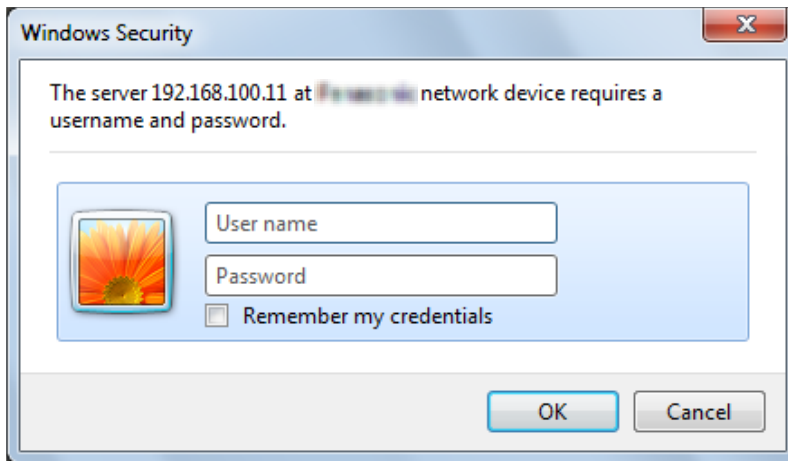 Windows Security
The server 192.168.100.11 at network device requires a
username and password.
User name
Password
Remember my credentials
OK
Cancel